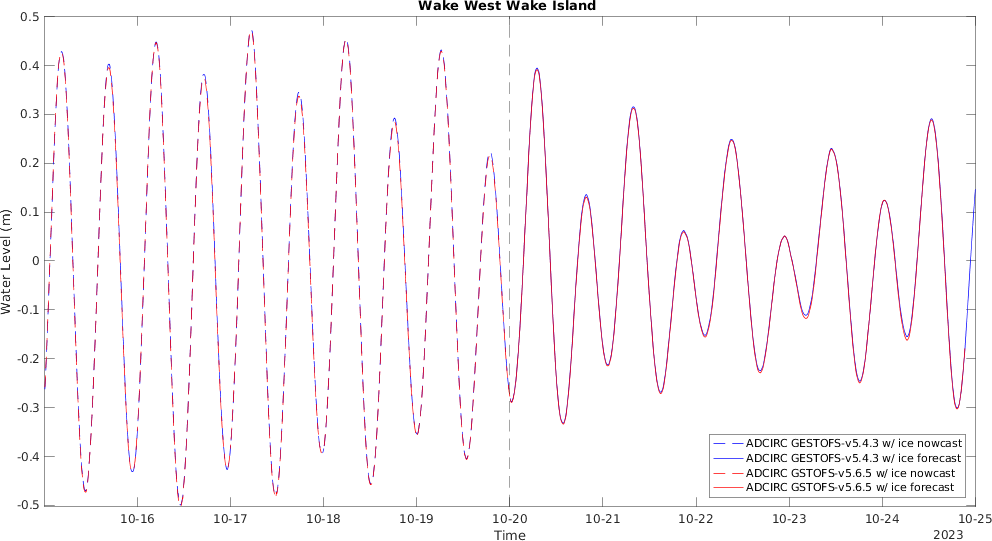 Wake West Wake Island
0.5
0.4
0.3
0.2
0.1
0
-0.1
-0.2
-0.3
-0.4
-0.5
Water Level (m)
ADCIRC GESTOFS-v5.4.3 w/ ice nowcast
ADCIRC GESTOFS-v5.4.3 w/ ice forecast
ADCIRC GSTOFS-v5.6.5 w/ ice nowcast
ADCIRC GSTOFS-v5.6.5 w/ ice forecast
10-16 10-17 10-18 10-19 10-20 10-21 10-22 10-23 10-24 10-25
Time
2023